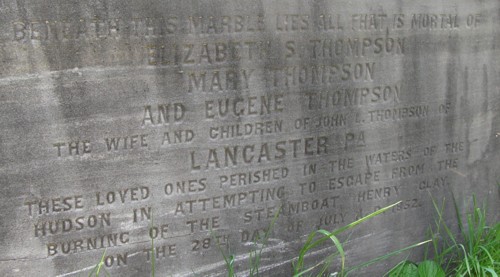 BENEATH THIS MARBLE LIES ALL THAT IS MORTAL OF
ELIZABETH S. THOMPSON
MARY THOMPSON
AND EUGENE THOMPSON
THE WIFE AND CHILDREN OF JOHN L. THOMPSON OF
LANCASTER PA
THESE LOVED ONES PERISHED IN THE WATERS OF THE
HUDSON IN ATTEMPTING TO ESCAPE FROM THE
BURNING OF THE STEAMBOAT HENRY CLAY,
ON THE 28TH DAY OF JULY 1852.